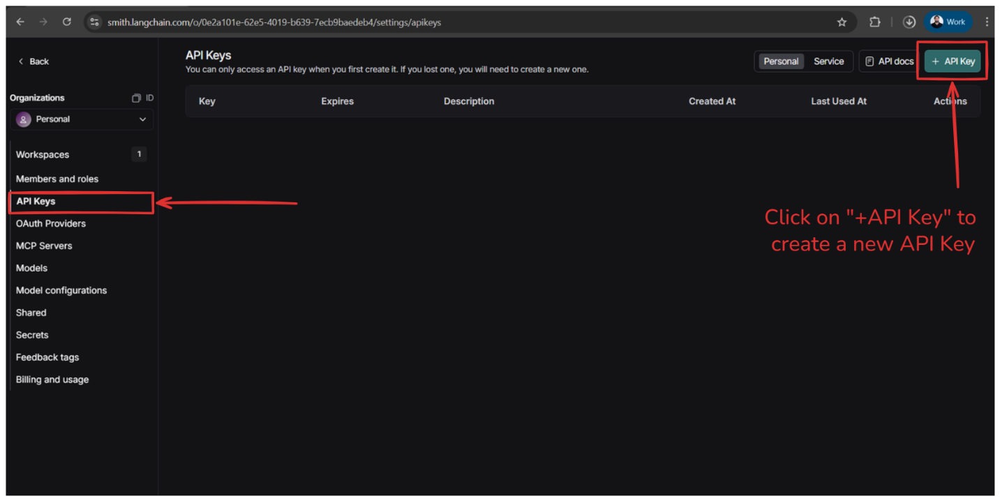 smith.langchain.com/o/0e2a101e-62e5-4019-b639-7ecb9baedeb4/settings/apikeys
Work
Back
API Keys
You can only access an API key when you first create it. If you lost one, you will need to create a new one.
Personal Service API docs + API Key
Organizations ID
Personal
Key Expires Description Created At Last Used At Actions
Workspaces 1
Members and roles
API Keys
OAuth Providers
MCP Servers
Models
Model configurations
Shared
Secrets
Feedback tags
Billing and usage
Click on "+API Key" to
create a new API Key